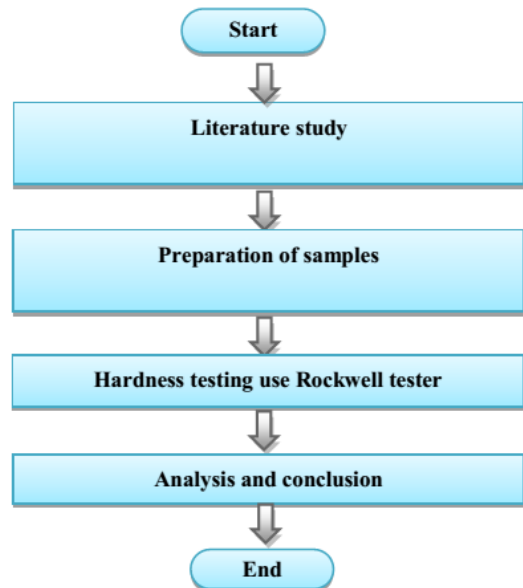 Start
Literature study
Preparation of samples
Hardness testing use Rockwell tester
Analysis and conclusion
End